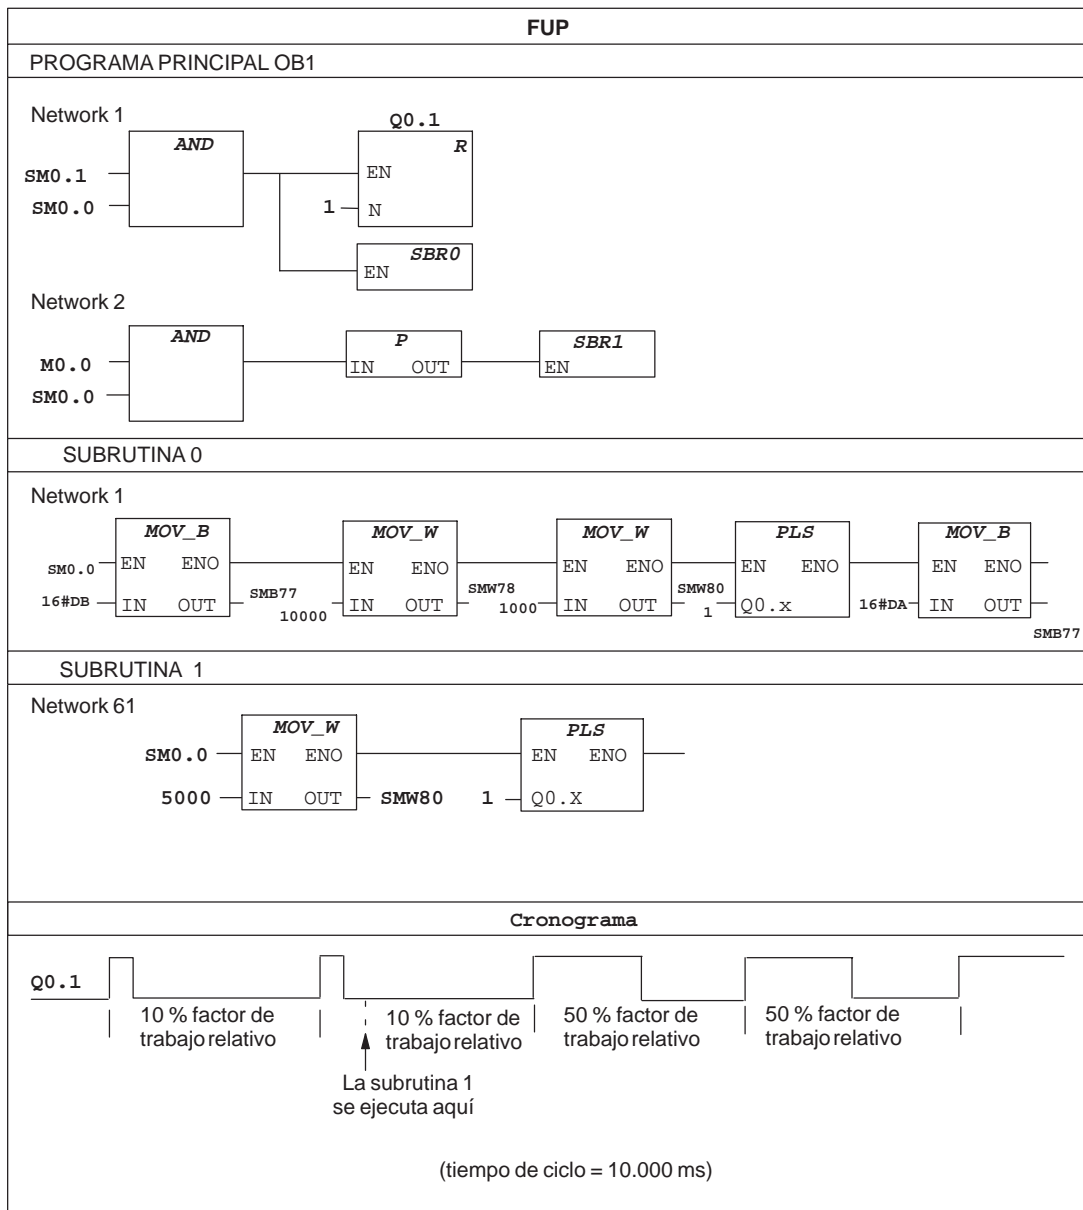 FUP
PROGRAMA PRINCIPAL OB1
Network 1
Q0.1
AND
R
SM0.1
EN
SM0.0
1
N
SBR0
EN
Network 2
AND
P
SBR1
M0.0
IN OUT
EN
SM0.0
SUBRUTINA 0
Network 1
MOV_B
MOV_W
MOV_W
PLS
MOV_B
SM0.0
EN ENO
EN ENO
EN ENO
EN ENO
EN ENO
16#DB
IN OUT
SMB77
10000
IN OUT
SMW78
1000
IN OUT
SMW80
1
Q0.x
16#DA
IN OUT
SMB77
SUBRUTINA 1
Network 61
MOV_W
PLS
SM0.0
EN ENO
EN ENO
5000
IN OUT
SMW80
1
Q0.X
Cronograma
Q0.1
10 % factor de
trabajo relativo
10 % factor de
trabajo relativo
50 % factor de
trabajo relativo
50 % factor de
trabajo relativo
La subrutina 1
se ejecuta aquí
(tiempo de ciclo = 10.000 ms)